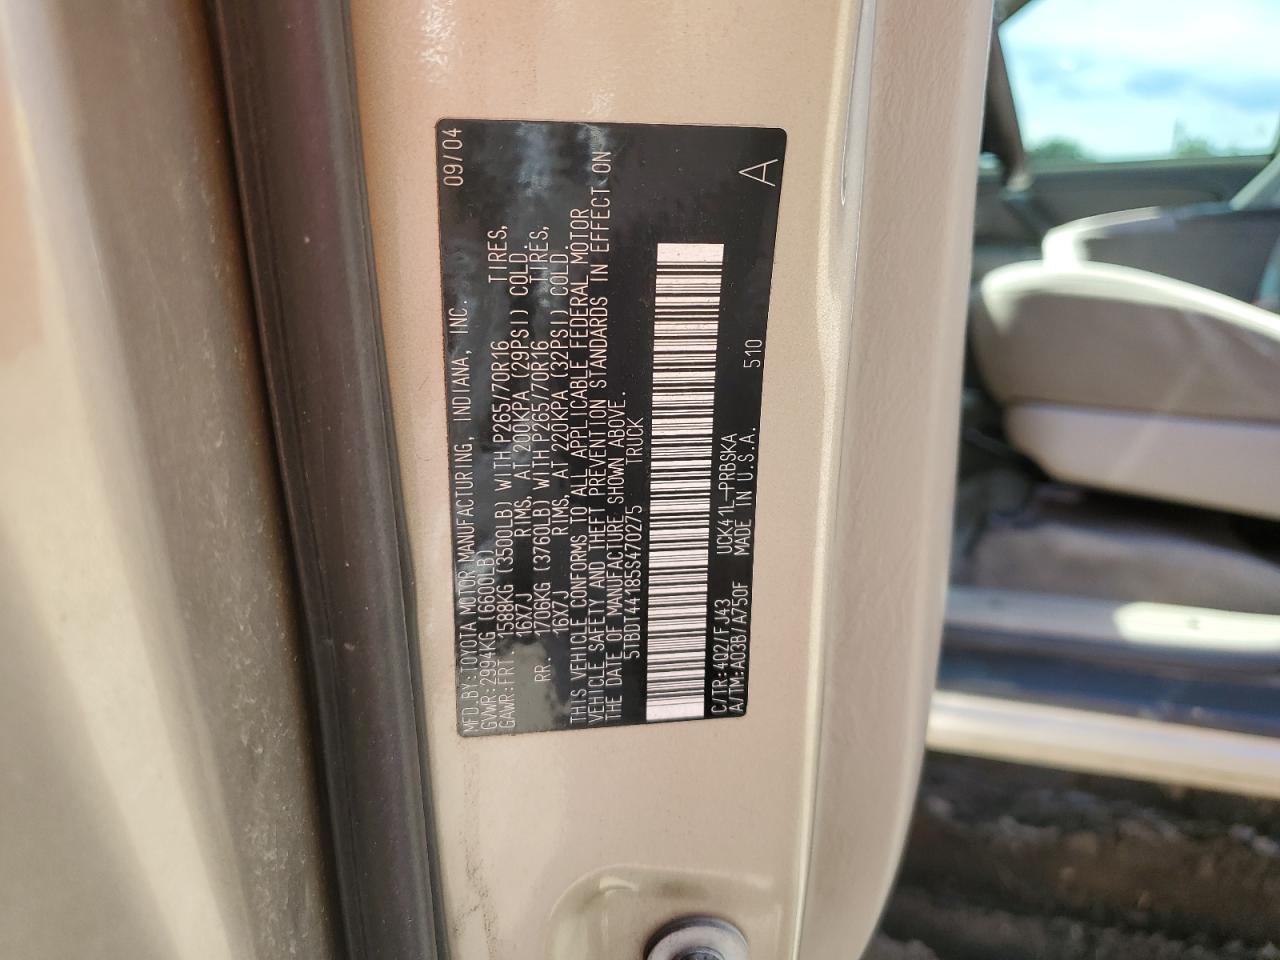 MFD.BY:TOYOTA MOTOR MANUFACTURING, INDIANA, INC. 09/04
GVWR:2994KG (6600LB)
GAWR:FRT. 1588KG (3500LB) WITH P265/70R16 TIRES,
16X7J RIMS, AT 200KPA (29PSI) COLD.
RR. 1706KG (3760LB) WITH P265/70R16 TIRES,
16X7J RIMS, AT 220KPA (32PSI) COLD.
THIS VEHICLE CONFORMS TO ALL APPLICABLE FEDERAL MOTOR
VEHICLE SAFETY AND THEFT PREVENTION STANDARDS IN EFFECT ON
THE DATE OF MANUFACTURE SHOWN ABOVE.
5TBDT44185S470275 TRUCK
C/TR:4Q2/FJ43 UCK41L-PRBSKA
A/TM:A03B/A750F MADE IN U.S.A. 510
A